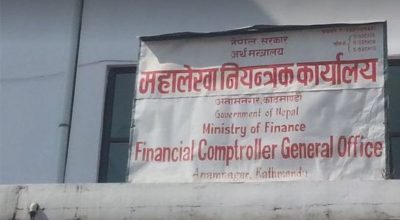 नेपाल सरकार
अर्थ मन्त्रालय
महालेखा नियन्त्रक कार्यालय
अनामनगर, काठमाण्डौ
Government of Nepal
Ministry of Finance
Financial Comptroller General Office
Anamnagar, Kathmandu